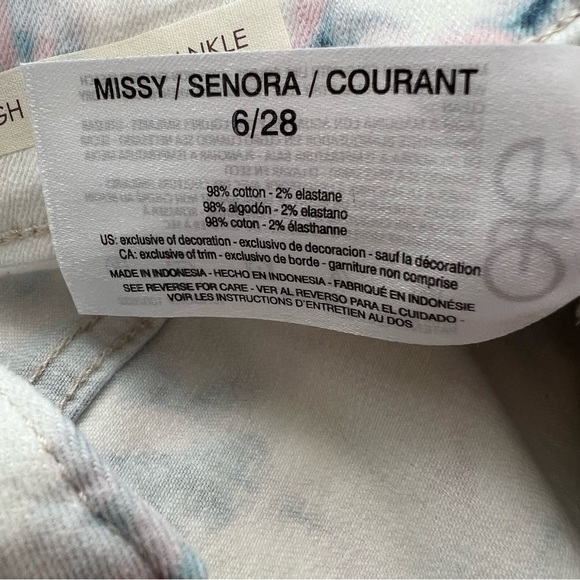 ANKLE
GH
MISSY / SENORA / COURANT
6/28
98% cotton - 2% elastane
98% algodón - 2% elastano
98% coton - 2% élasthanne
US: exclusive of decoration - exclusivo de decoracion - sauf la décoration
CA: exclusive of trim - exclusivo de borde - garniture non comprise
MADE IN INDONESIA - HECHO EN INDONESIA - FABRIQUÉ EN INDONÉSIE
SEE REVERSE FOR CARE - VER AL REVERSO PARA EL CUIDADO -
VOIR LES INSTRUCTIONS D'ENTRETIEN AU DOS